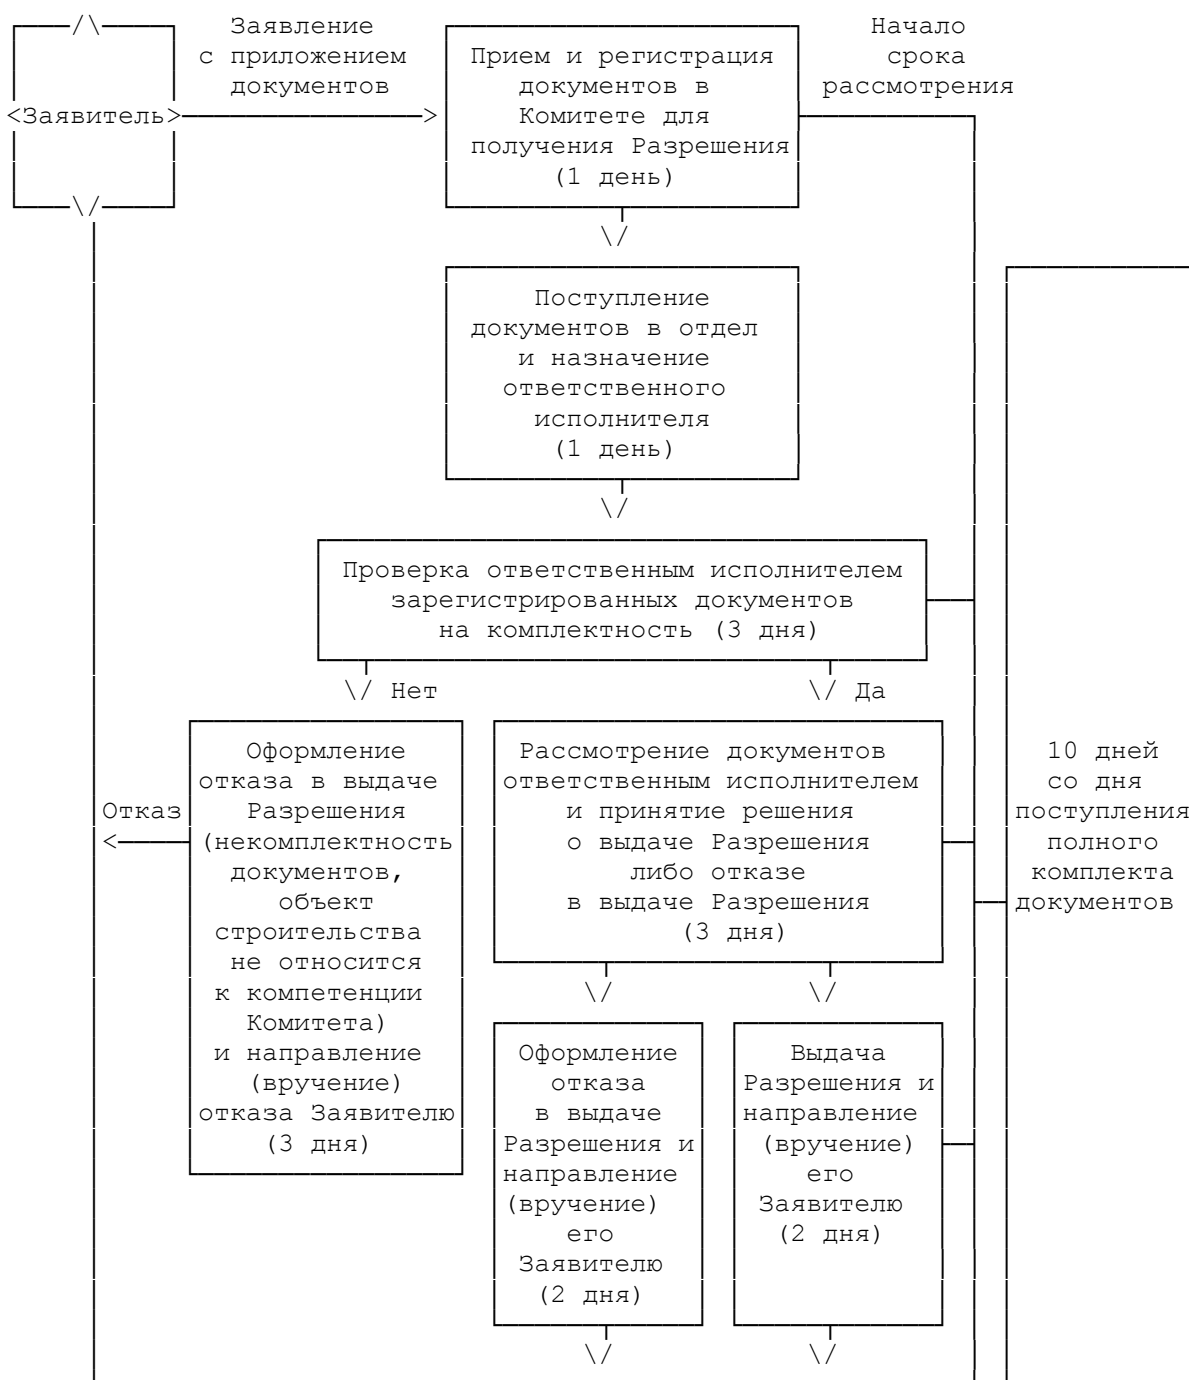 Заявление
с приложением
документов
<Заявитель>
Прием и регистрация
документов в
Комитете для
получения Разрешения
(1 день)
Начало
срока
рассмотрения
Поступление
документов в отдел
и назначение
ответственного
исполнителя
(1 день)
Проверка ответственным исполнителем
зарегистрированных документов
на комплектность (3 дня)
Нет
Да
Отказ
Оформление
отказа в выдаче
Разрешения
(некомплектность
документов,
объект
строительства
не относится
к компетенции
Комитета)
и направление
(вручение)
отказа Заявителю
(3 дня)
Рассмотрение документов
ответственным исполнителем
и принятие решения
о выдаче Разрешения
либо отказе
в выдаче Разрешения
(3 дня)
10 дней
со дня
поступления
полного
комплекта
документов
Оформление
отказа
в выдаче
Разрешения и
направление
(вручение)
его
Заявителю
(2 дня)
Выдача
Разрешения и
направление
(вручение)
его
Заявителю
(2 дня)